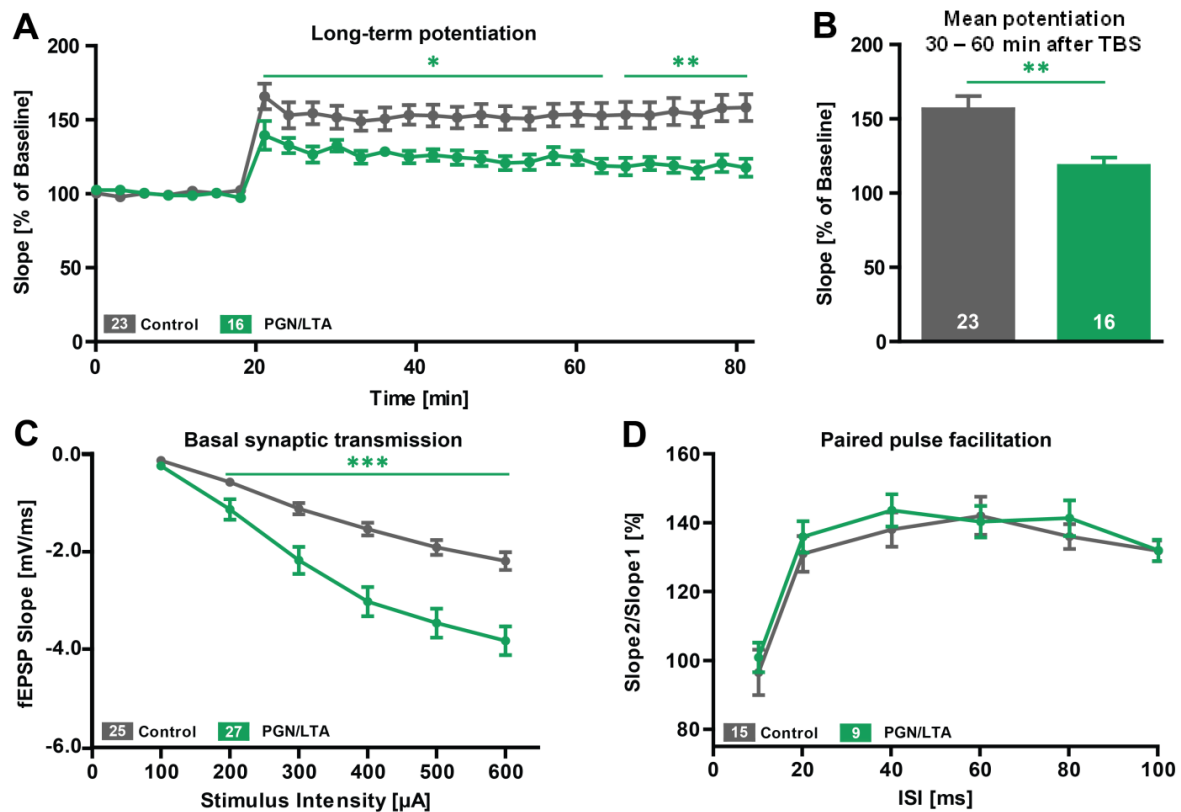 A
Long-term potentiation
200
150
100
50
0
Slope [% of Baseline]
*
**
23 Control 16 PGN/LTA
0 20 40 60 80
Time [min]
B
Mean potentiation
30 – 60 min after TBS
200
150
100
50
0
Slope [% of Baseline]
**
23 16
C
Basal synaptic transmission
0.0
-2.0
-4.0
-6.0
fEPSP Slope [mV/ms]
***
25 Control 27 PGN/LTA
0 100 200 300 400 500 600
Stimulus Intensity [µA]
D
Paired pulse facilitation
160
140
120
100
80
Slope2/Slope1 [%]
15 Control 9 PGN/LTA
0 20 40 60 80 100
ISI [ms]